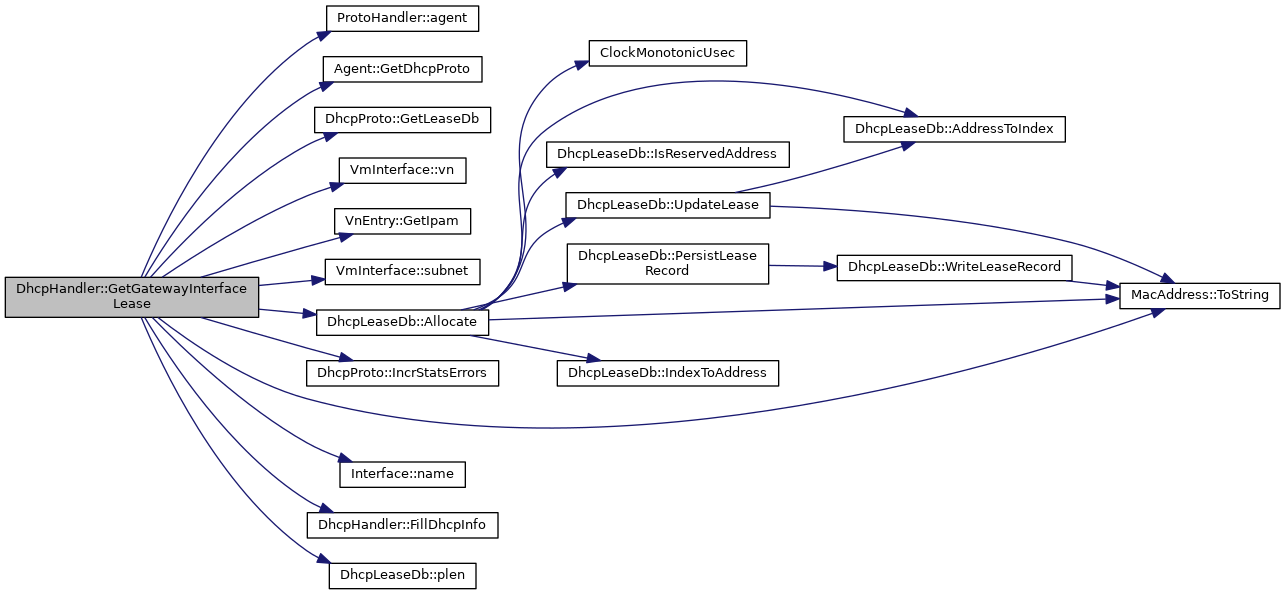 ProtoHandler::agent
Agent::GetDhcpProto
DhcpProto::GetLeaseDb
VmInterface::vn
VnEntry::GetIpam
VmInterface::subnet
DhcpHandler::GetGatewayInterface
Lease
DhcpLeaseDb::Allocate
DhcpProto::IncrStatsErrors
Interface::name
DhcpHandler::FillDhcpInfo
DhcpLeaseDb::plen
ClockMonotonicUsec
DhcpLeaseDb::IsReservedAddress
DhcpLeaseDb::UpdateLease
DhcpLeaseDb::PersistLease
Record
DhcpLeaseDb::IndexToAddress
DhcpLeaseDb::AddressToIndex
DhcpLeaseDb::WriteLeaseRecord
MacAddress::ToString